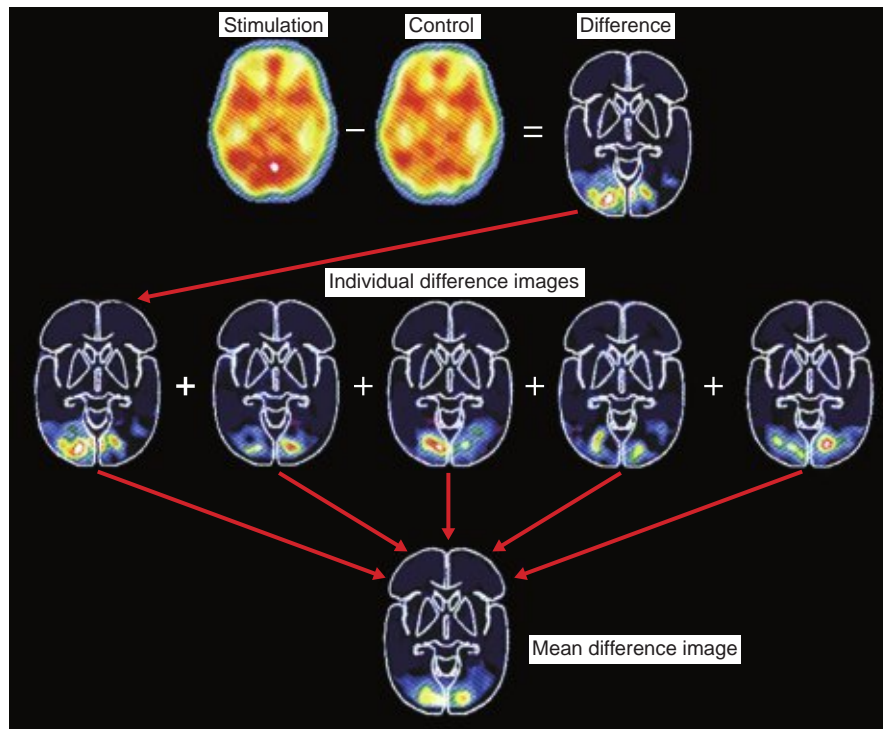 Stimulation Control Difference
− =
Individual difference images
+ + + +
Mean difference image